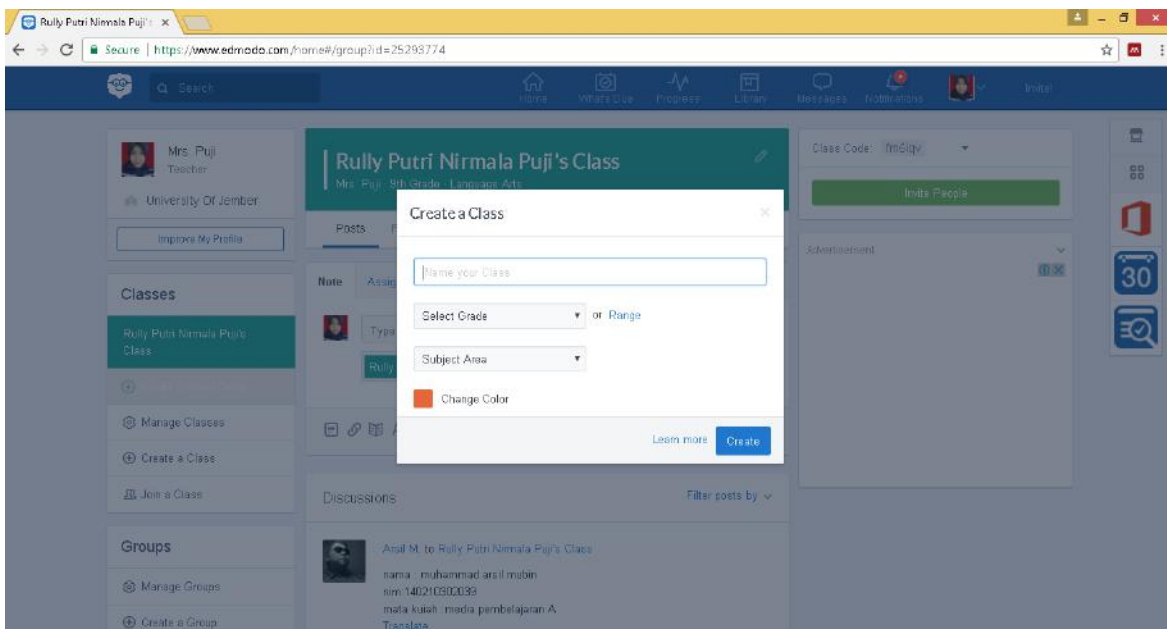 Rully Putri Nirmala Puji's
Secure | https://www.edmodo.com/home#/group?id=25293774
Search
Home
What's Due
Progress
Library
Messages
Notifications
Invite!
Mrs. Puji
Teacher
University Of Jember
Improve My Profile
Classes
Rully Putri Nirmala Puji's
Class
Manage Classes
Create a Class
Join a Class
Groups
Manage Groups
Create a Group
Rully Putri Nirmala Puji's Class
Mrs. Puji · 9th Grade · Language Arts
Posts
Note
Rully
Create a Class
Name your Class
Select Grade
or Range
Subject Area
Change Color
Learn more
Create
Discussions
Filter posts by
Arsil M. to Rully Putri Nirmala Puji's Class
nama : muhammad arsil mubin
nim:140210302039
mata kuiah :media pembelajaran A
Translate
Class Code:
Invite People
Advertisement
30